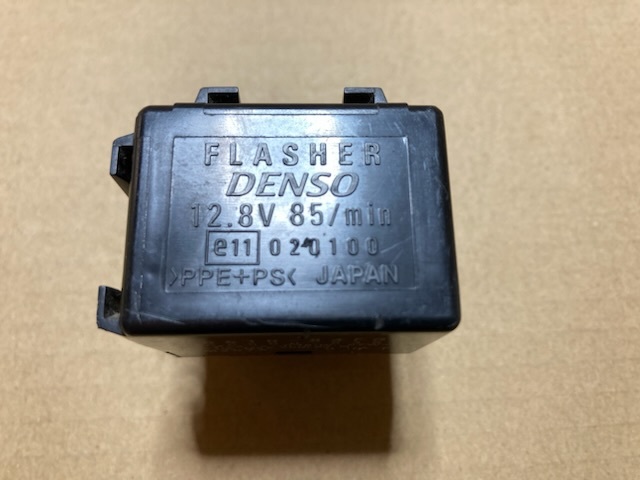 FLASHER
DENSO
12.8V 85/min
e11 020100
>PPE+PS< JAPAN